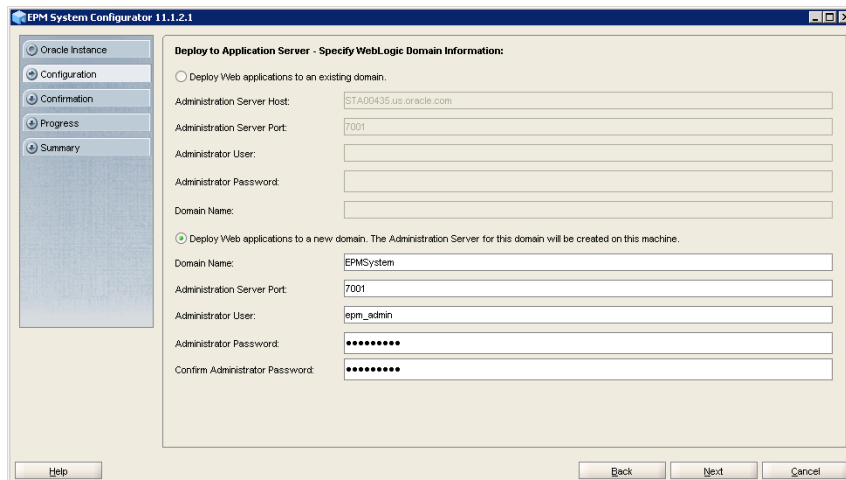 EPM System Configurator 11.1.2.1
Oracle Instance
Configuration
Confirmation
Progress
Summary
Deploy to Application Server - Specify WebLogic Domain Information:
Deploy Web applications to an existing domain.
Administration Server Host: STA00435.us.oracle.com
Administration Server Port: 7001
Administrator User:
Administrator Password:
Domain Name:
Deploy Web applications to a new domain. The Administration Server for this domain will be created on this machine.
Domain Name: EPMSystem
Administration Server Port: 7001
Administrator User: epm_admin
Administrator Password: •••••••••
Confirm Administrator Password: •••••••••
Help Back Next Cancel